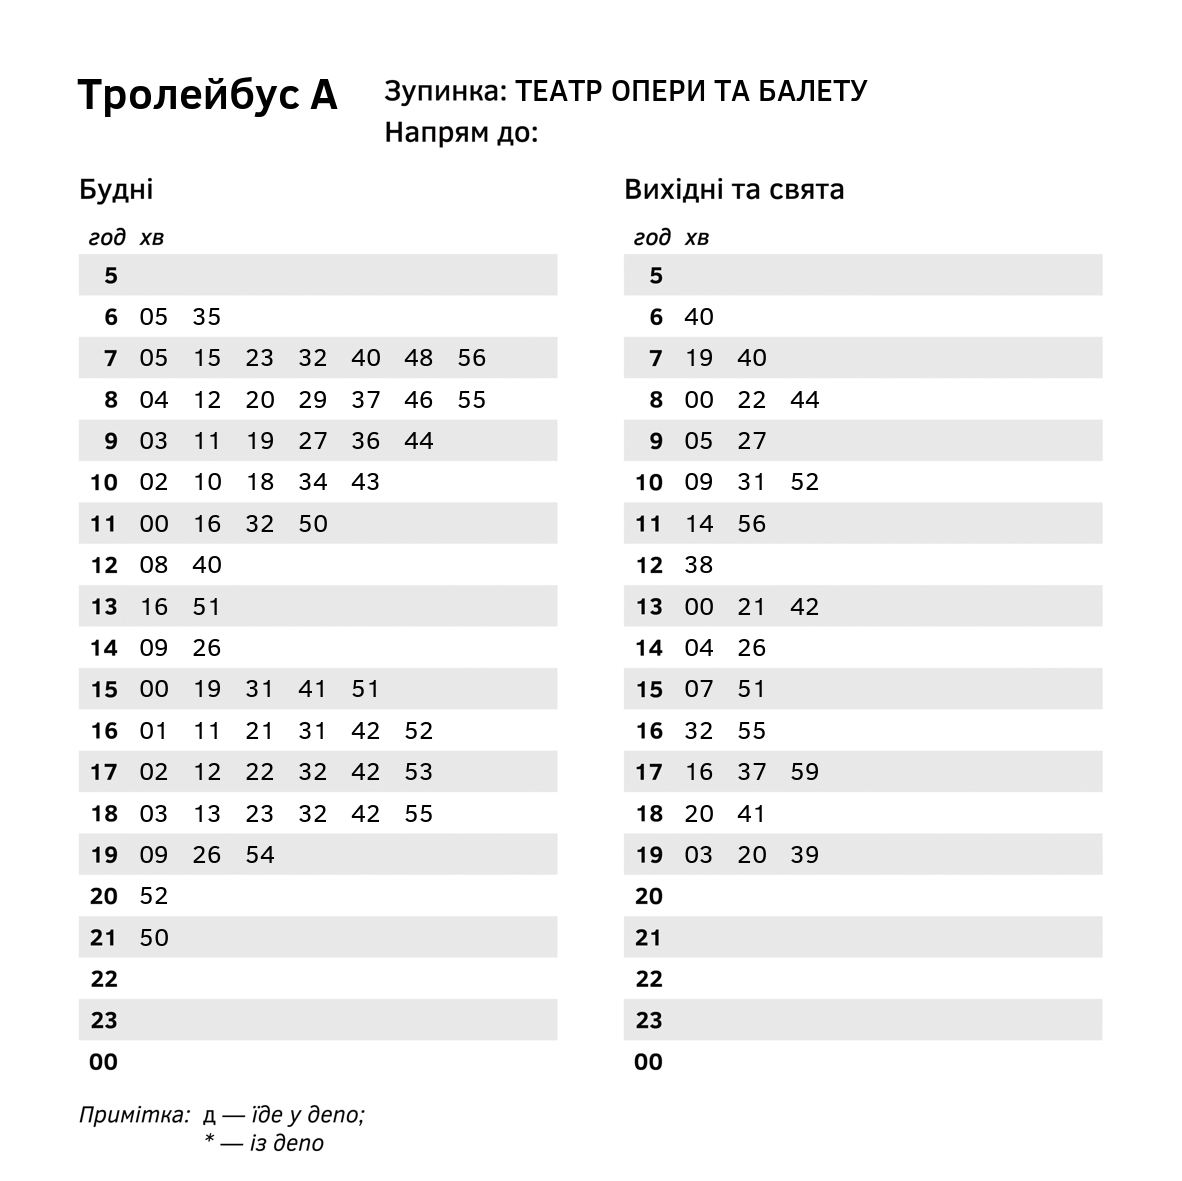 Тролейбус А
Зупинка: ТЕАТР ОПЕРИ ТА БАЛЕТУ
Напрям до:
Будні
год хв
5
6 05 35
7 05 15 23 32 40 48 56
8 04 12 20 29 37 46 55
9 03 11 19 27 36 44
10 02 10 18 34 43
11 00 16 32 50
12 08 40
13 16 51
14 09 26
15 00 19 31 41 51
16 01 11 21 31 42 52
17 02 12 22 32 42 53
18 03 13 23 32 42 55
19 09 26 54
20 52
21 50
22
23
00
Вихідні та свята
год хв
5
6 40
7 19 40
8 00 22 44
9 05 27
10 09 31 52
11 14 56
12 38
13 00 21 42
14 04 26
15 07 51
16 32 55
17 16 37 59
18 20 41
19 03 20 39
20
21
22
23
00
Примітка: д — їде у депо;
* — із депо